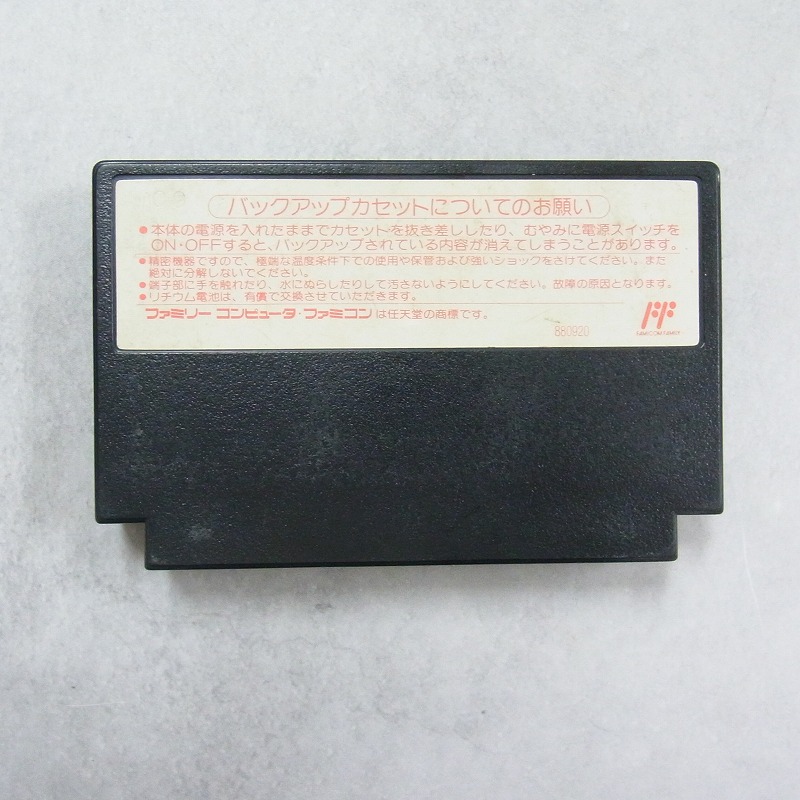 バックアップカセットについてのお願い
●本体の電源を入れたままでカセットを抜き差ししたり、むやみに電源スイッチを
ON・OFFすると、バックアップされている内容が消えてしまうことがあります。
●精密機器ですので、極端な温度条件下での使用や保管および強いショックをさけてください。また
絶対に分解しないでください。
●端子部に手を触れたり、水にぬらしたりして汚さないようにしてください。故障の原因となります。
●リチウム電池は、有償で交換させていただきます。
ファミリー コンピュータ・ファミコンは任天堂の商標です。
880920
FAMICOM FAMILY